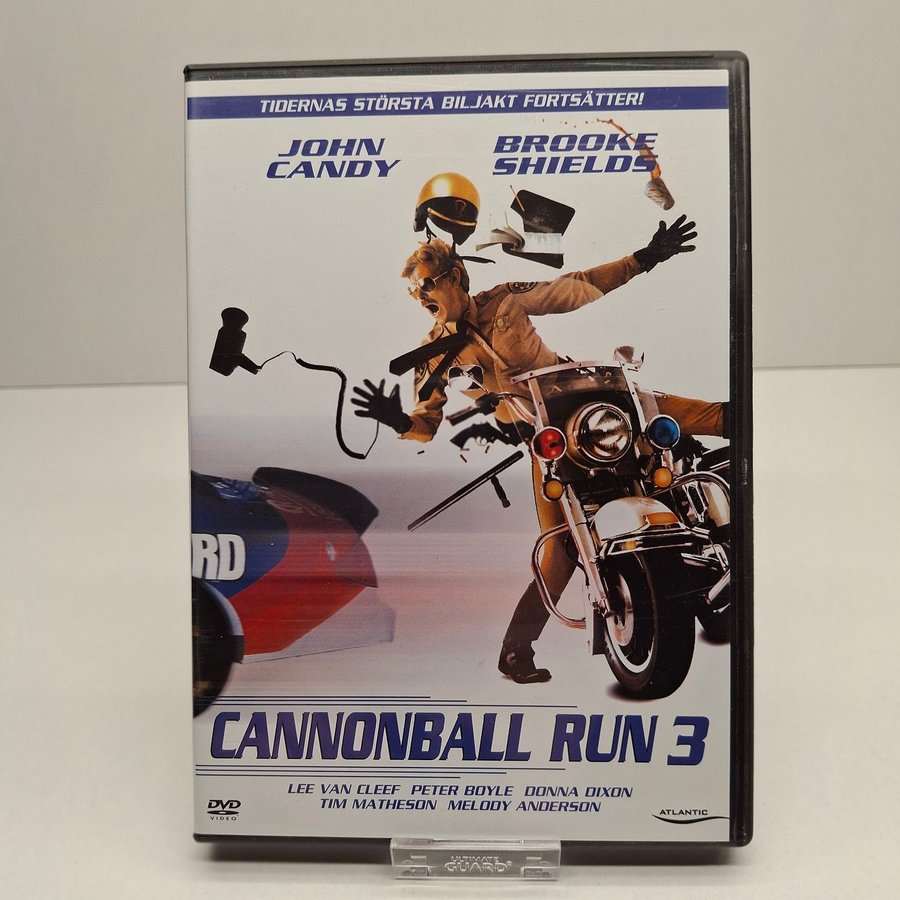 TIDERNAS STÖRSTA BILJAKT FORTSÄTTER!
JOHN CANDY
BROOKE SHIELDS
RD
CANNONBALL RUN 3
LEE VAN CLEEF PETER BOYLE DONNA DIXON
TIM MATHESON MELODY ANDERSON
DVD VIDEO
ATLANTIC
ULTIMATE GUARD®